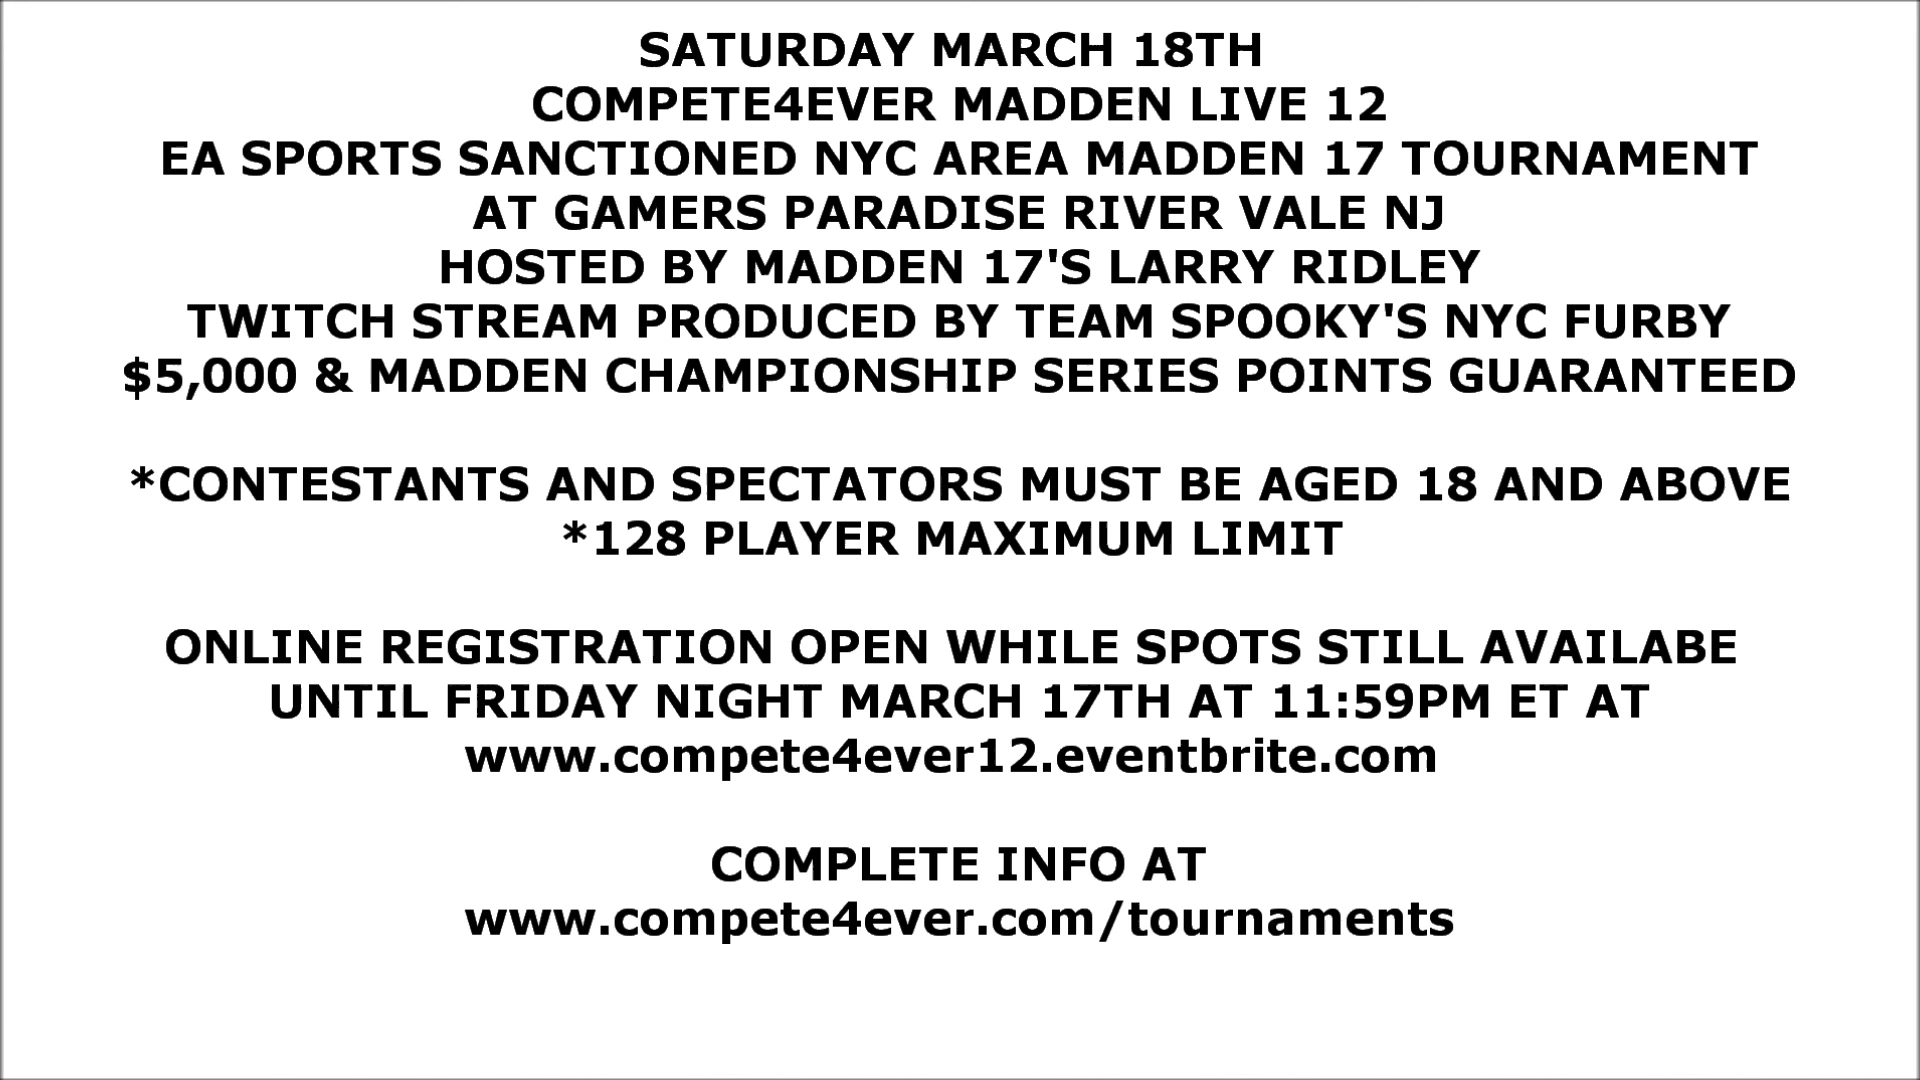 SATURDAY MARCH 18TH
COMPETE4EVER MADDEN LIVE 12
EA SPORTS SANCTIONED NYC AREA MADDEN 17 TOURNAMENT
AT GAMERS PARADISE RIVER VALE NJ
HOSTED BY MADDEN 17'S LARRY RIDLEY
TWITCH STREAM PRODUCED BY TEAM SPOOKY'S NYC FURBY
$5,000 & MADDEN CHAMPIONSHIP SERIES POINTS GUARANTEED
*CONTESTANTS AND SPECTATORS MUST BE AGED 18 AND ABOVE
*128 PLAYER MAXIMUM LIMIT
ONLINE REGISTRATION OPEN WHILE SPOTS STILL AVAILABE
UNTIL FRIDAY NIGHT MARCH 17TH AT 11:59PM ET AT
www.compete4ever12.eventbrite.com
COMPLETE INFO AT
www.compete4ever.com/tournaments